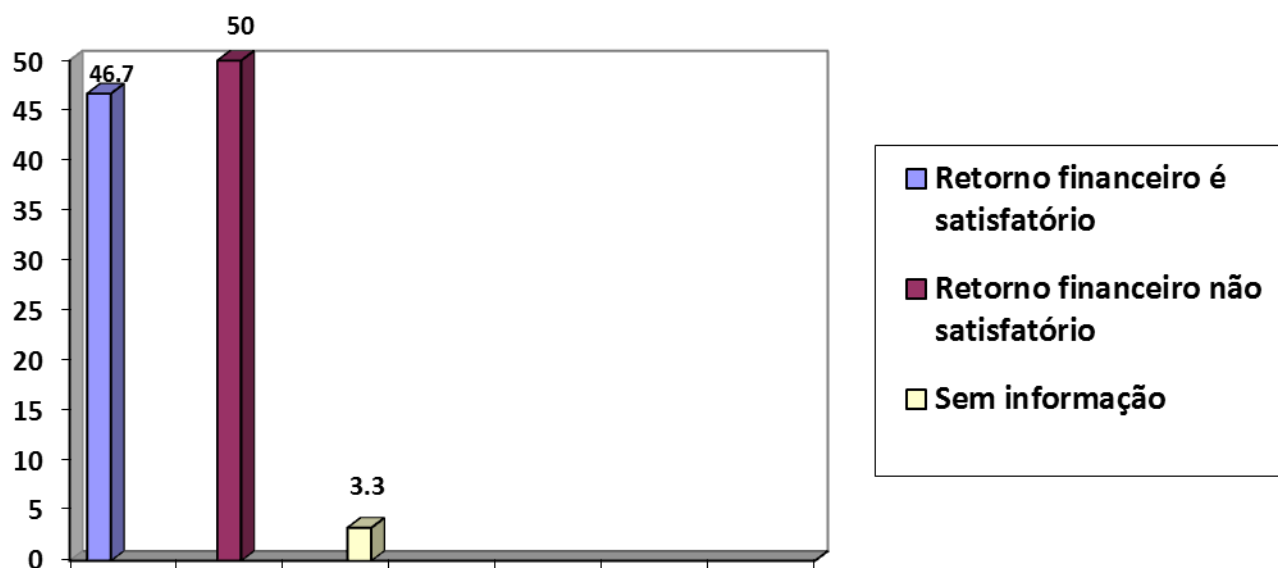 50
50
46.7
45
40
35
30
25
20
15
10
5
3.3
0
Retorno financeiro é
satisfatório
Retorno financeiro não
satisfatório
Sem informação